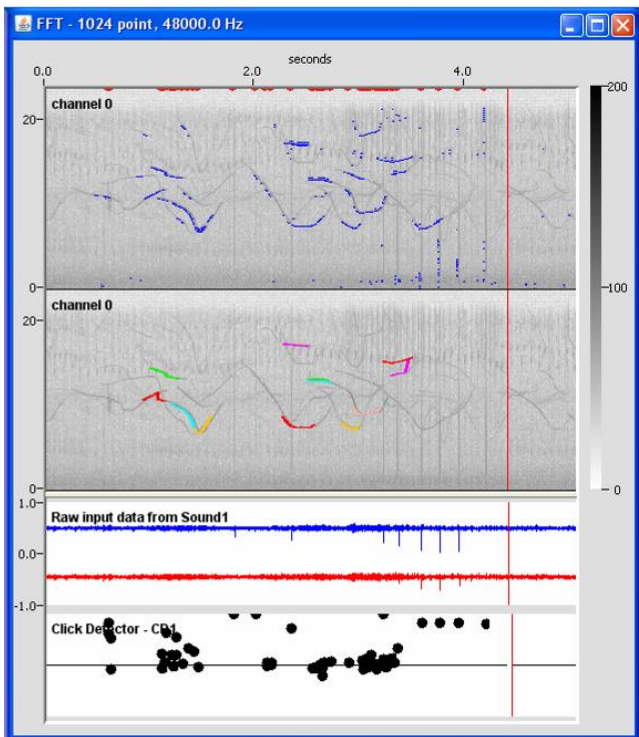 FFT - 1024 point, 48000.0 Hz
seconds
0.0 2.0 4.0
channel 0
20-
0-
channel 0
20-
0-
200
100
0
1.0-
Raw input data from Sound1
0.0-
-1.0-
Click Detector - CD1